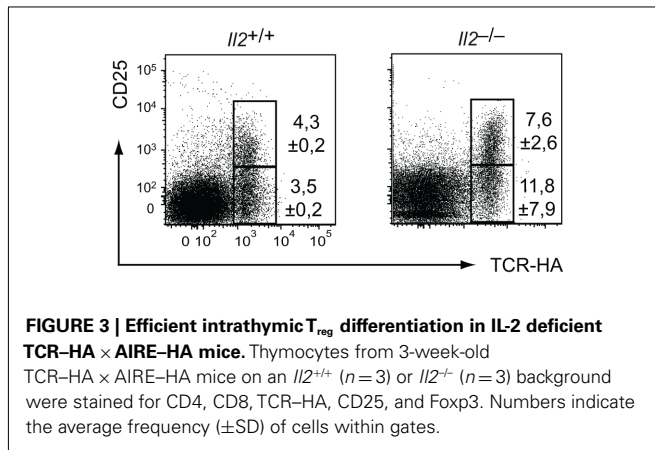 Il2+/+
Il2–/–
CD25
10⁵
10⁴
10³
10²
0
4,3
±0,2
3,5
±0,2
7,6
±2,6
11,8
±7,9
0 10² 10³ 10⁴ 10⁵
TCR-HA
FIGURE 3 | Efficient intrathymic Treg differentiation in IL-2 deficient
TCR–HA × AIRE–HA mice. Thymocytes from 3-week-old
TCR–HA × AIRE–HA mice on an Il2+/+ (n = 3) or Il2–/– (n = 3) background
were stained for CD4, CD8, TCR–HA, CD25, and Foxp3. Numbers indicate
the average frequency (±SD) of cells within gates.